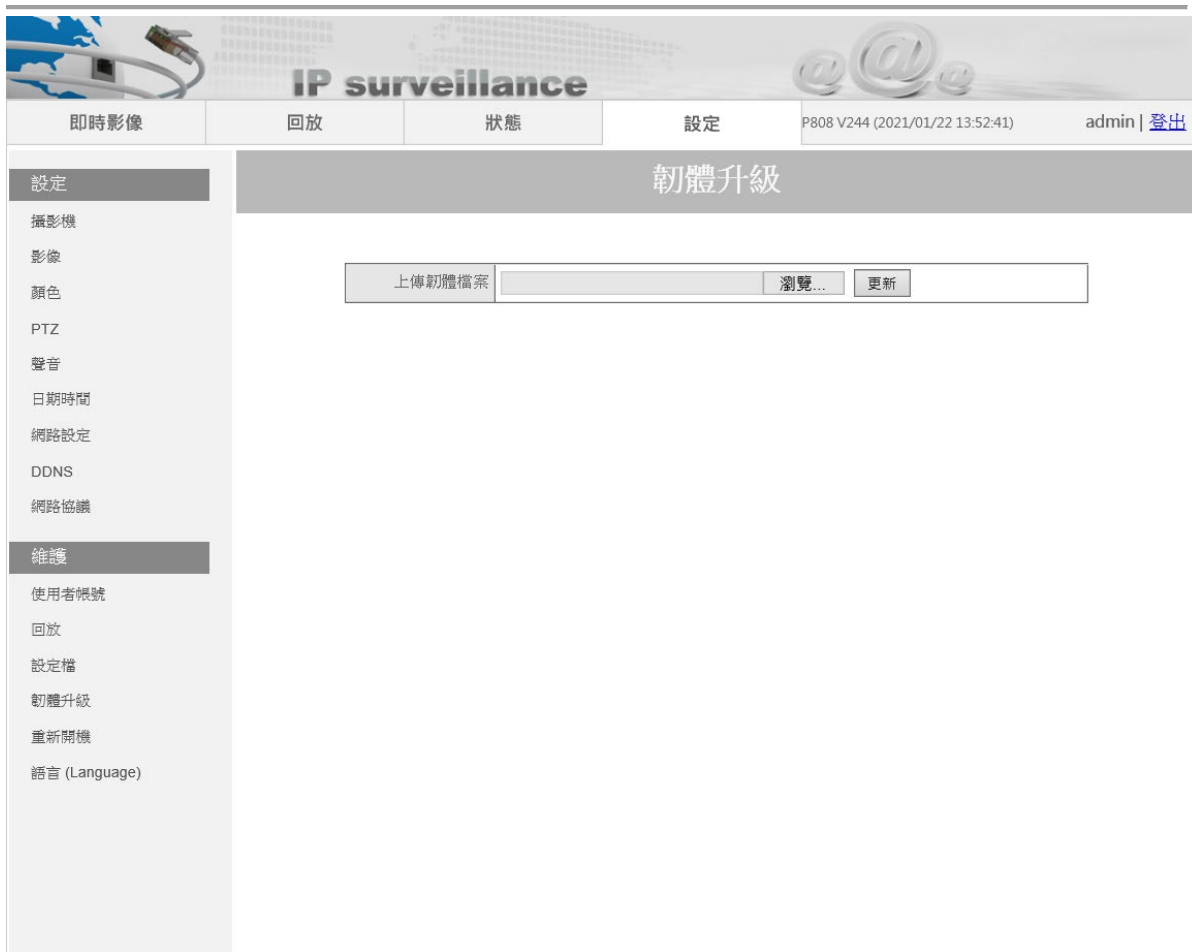 IP surveillance
@@@
即時影像 回放 狀態 設定 P808 V244 (2021/01/22 13:52:41) admin | 登出
設定
韌體升級
攝影機
影像
上傳韌體檔案 瀏覽... 更新
顏色
PTZ
聲音
日期時間
網路設定
DDNS
網路協議
維護
使用者帳號
回放
設定檔
韌體升級
重新開機
語言 (Language)